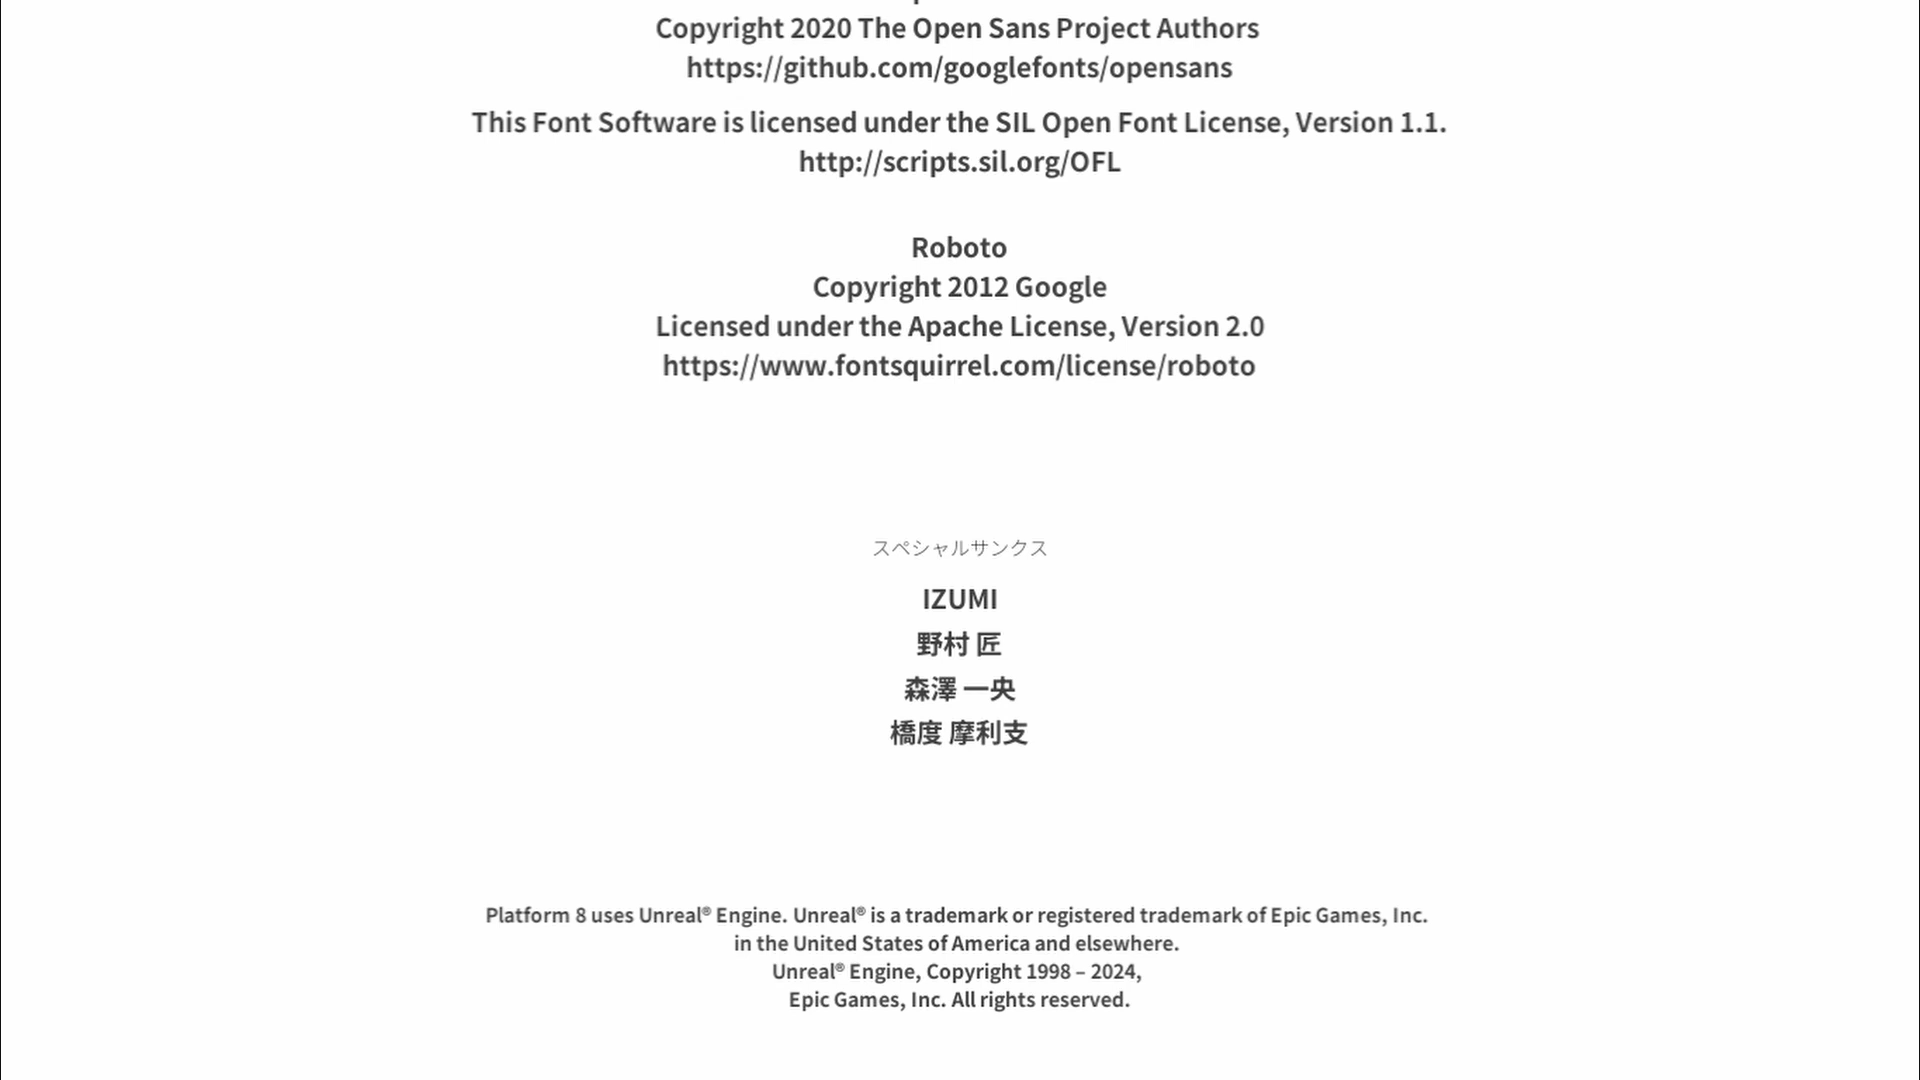 Copyright 2020 The Open Sans Project Authors
https://github.com/googlefonts/opensans
This Font Software is licensed under the SIL Open Font License, Version 1.1.
http://scripts.sil.org/OFL
Roboto
Copyright 2012 Google
Licensed under the Apache License, Version 2.0
https://www.fontsquirrel.com/license/roboto
スペシャルサンクス
IZUMI
野村 匠
森澤 一央
橋度 摩利支
Platform 8 uses Unreal® Engine. Unreal® is a trademark or registered trademark of Epic Games, Inc.
in the United States of America and elsewhere.
Unreal® Engine, Copyright 1998 – 2024,
Epic Games, Inc. All rights reserved.